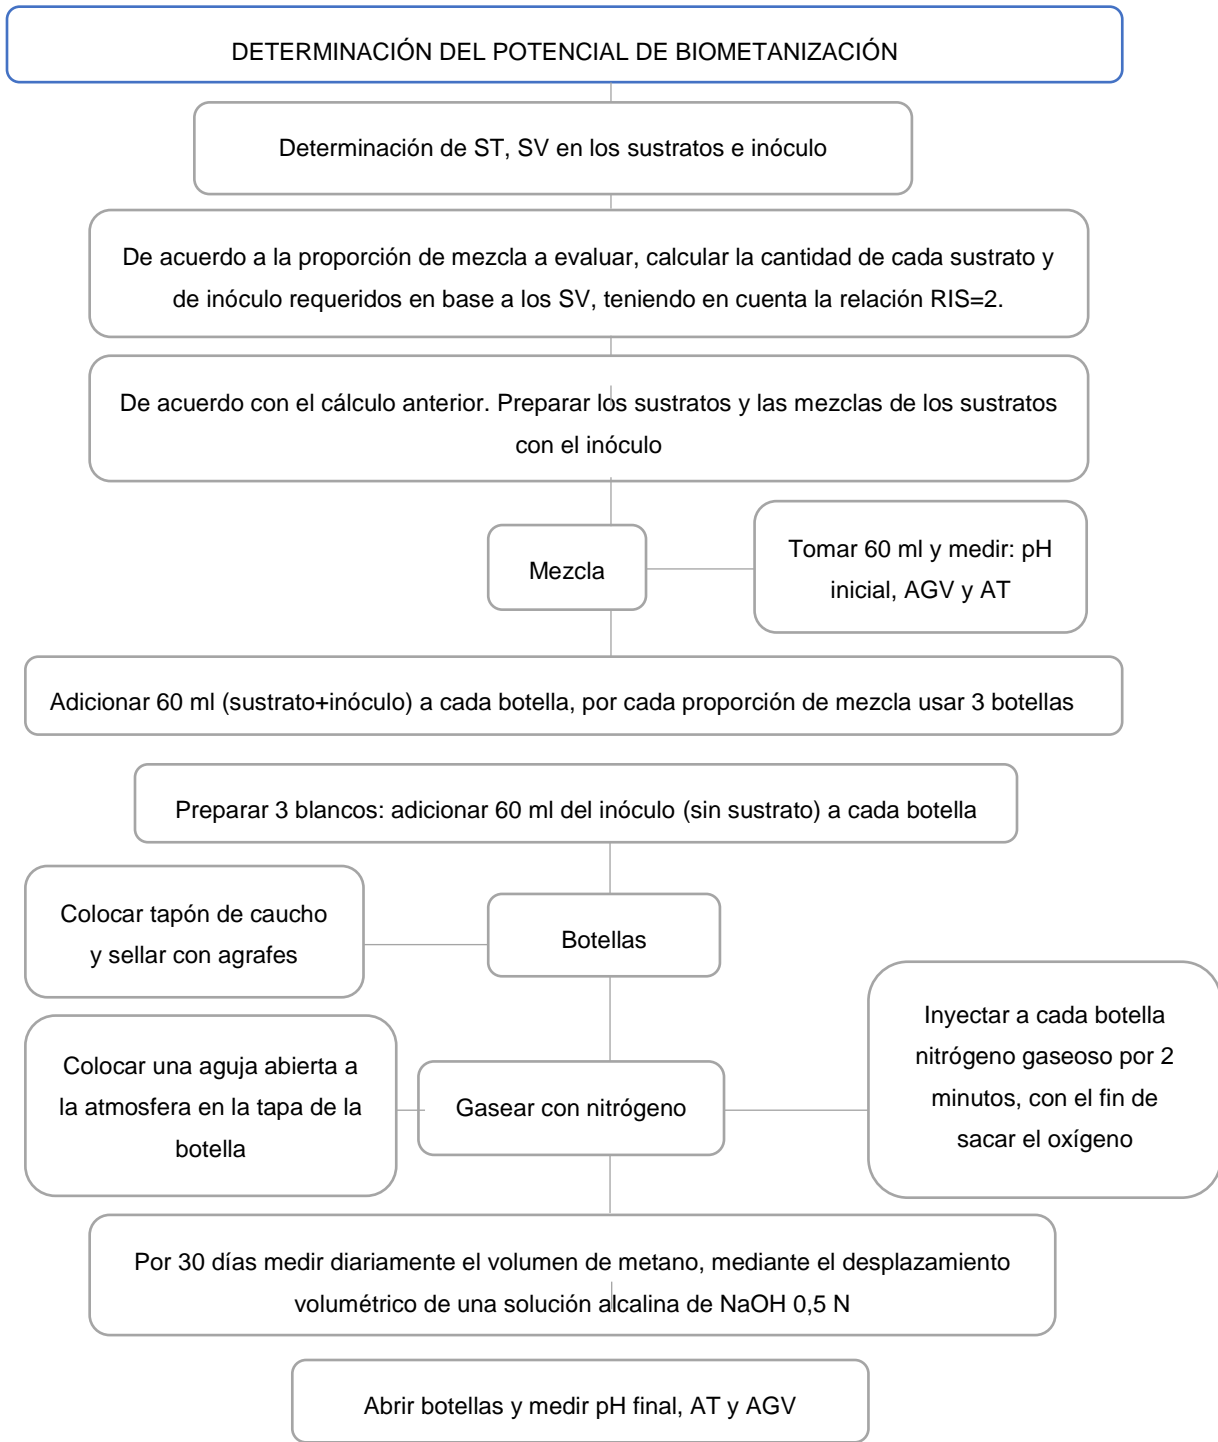 DETERMINACIÓN DEL POTENCIAL DE BIOMETANIZACIÓN
Determinación de ST, SV en los sustratos e inóculo
De acuerdo a la proporción de mezcla a evaluar, calcular la cantidad de cada sustrato y
de inóculo requeridos en base a los SV, teniendo en cuenta la relación RIS=2.
De acuerdo con el cálculo anterior. Preparar los sustratos y las mezclas de los sustratos
con el inóculo
Mezcla
Tomar 60 ml y medir: pH
inicial, AGV y AT
Adicionar 60 ml (sustrato+inóculo) a cada botella, por cada proporción de mezcla usar 3 botellas
Preparar 3 blancos: adicionar 60 ml del inóculo (sin sustrato) a cada botella
Colocar tapón de caucho
y sellar con agrafes
Botellas
Colocar una aguja abierta a
la atmosfera en la tapa de la
botella
Gasear con nitrógeno
Inyectar a cada botella
nitrógeno gaseoso por 2
minutos, con el fin de
sacar el oxígeno
Por 30 días medir diariamente el volumen de metano, mediante el desplazamiento
volumétrico de una solución alcalina de NaOH 0,5 N
Abrir botellas y medir pH final, AT y AGV